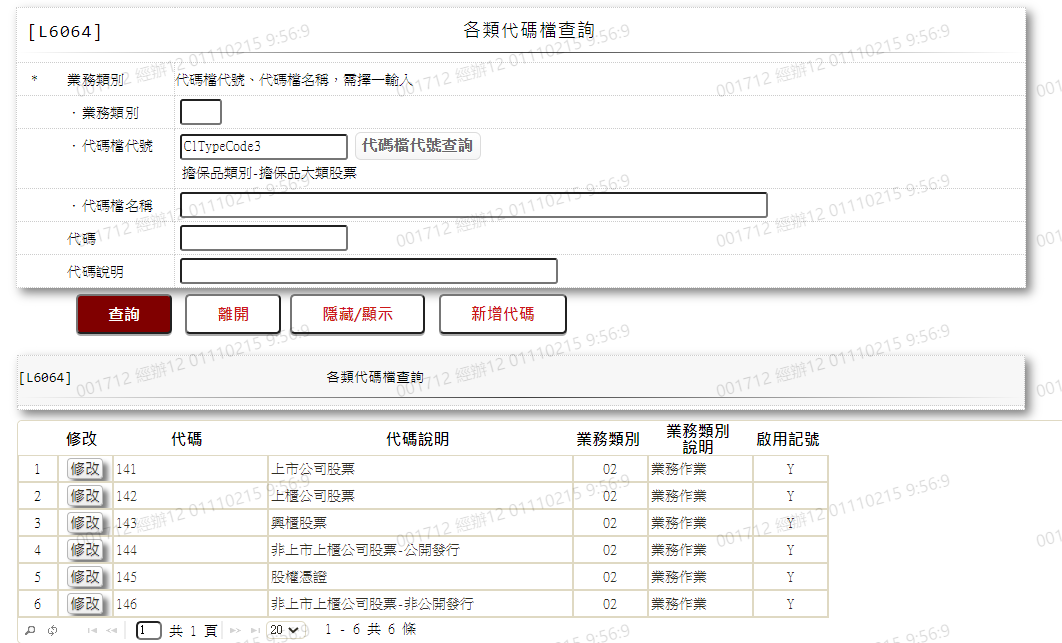 [L6064] 各類代碼檔查詢
* 業務類別 代碼檔代號、代碼檔名稱，需擇一輸入
．業務類別
．代碼檔代號 ClTypeCode3 代碼檔代號查詢
擔保品類別-擔保品大類股票
．代碼檔名稱
代碼
代碼說明
查詢 離開 隱藏/顯示 新增代碼
[L6064] 各類代碼檔查詢
修改 代碼 代碼說明 業務類別 業務類別說明 啟用記號
1 修改 141 上市公司股票 02 業務作業 Y
2 修改 142 上櫃公司股票 02 業務作業 Y
3 修改 143 興櫃股票 02 業務作業 Y
4 修改 144 非上市上櫃公司股票-公開發行 02 業務作業 Y
5 修改 145 股權憑證 02 業務作業 Y
6 修改 146 非上市上櫃公司股票-非公開發行 02 業務作業 Y
1 共 1 頁 20 1 - 6 共 6 條
001712 經辦12 01110215 9:56:9